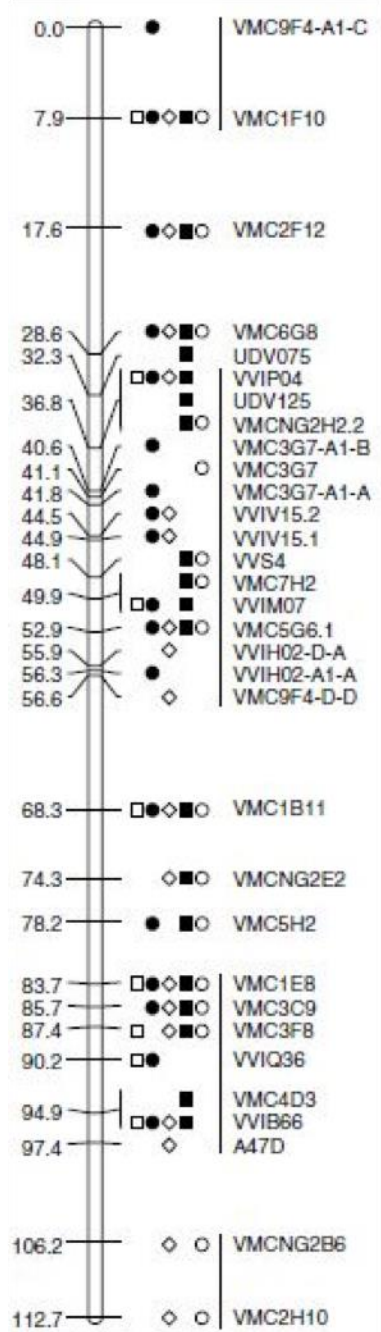 0.0 VMC9F4-A1-C
7.9 VMC1F10
17.6 VMC2F12
28.6 VMC6G8
32.3 UDV075
36.8 VVIP04
UDV125
VMCNG2H2.2
40.6 VMC3G7-A1-B
41.1 VMC3G7
41.8 VMC3G7-A1-A
44.5 VVIV15.2
44.9 VVIV15.1
48.1 VVS4
49.9 VMC7H2
VVIM07
52.9 VMC5G6.1
55.9 VVIH02-D-A
56.3 VVIH02-A1-A
56.6 VMC9F4-D-D
68.3 VMC1B11
74.3 VMCNG2E2
78.2 VMC5H2
83.7 VMC1E8
85.7 VMC3C9
87.4 VMC3F8
90.2 VVIQ36
94.9 VMC4D3
VVIB66
97.4 A47D
106.2 VMCNG2B6
112.7 VMC2H10